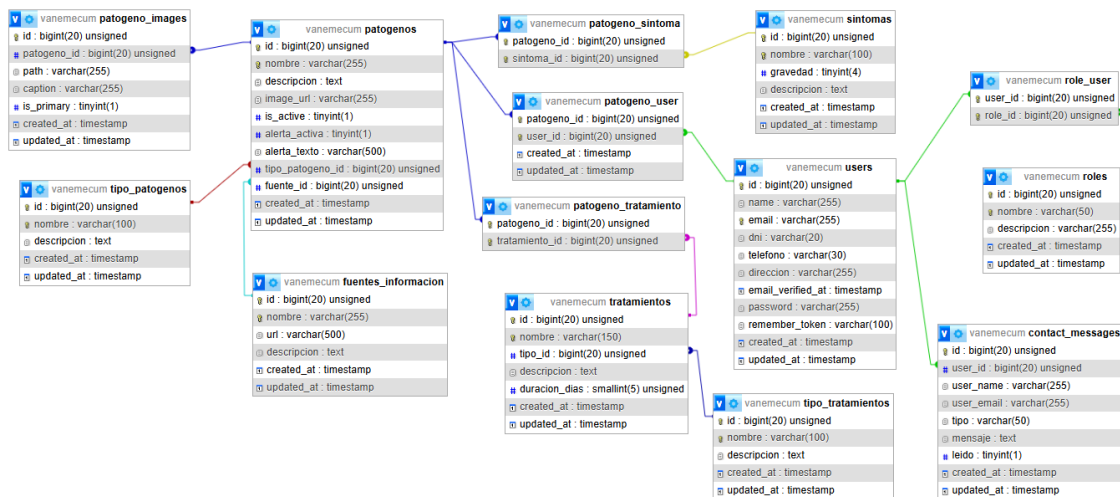 vanemecum patogeno_images
id : bigint(20) unsigned
patogeno_id : bigint(20) unsigned
path : varchar(255)
caption : varchar(255)
is_primary : tinyint(1)
created_at : timestamp
updated_at : timestamp
vanemecum tipo_patogenos
id : bigint(20) unsigned
nombre : varchar(100)
descripcion : text
created_at : timestamp
updated_at : timestamp
vanemecum patogenos
id : bigint(20) unsigned
nombre : varchar(255)
descripcion : text
image_url : varchar(255)
is_active : tinyint(1)
alerta_activa : tinyint(1)
alerta_texto : varchar(500)
tipo_patogeno_id : bigint(20) unsigned
fuente_id : bigint(20) unsigned
created_at : timestamp
updated_at : timestamp
vanemecum fuentes_informacion
id : bigint(20) unsigned
nombre : varchar(255)
url : varchar(500)
descripcion : text
created_at : timestamp
updated_at : timestamp
vanemecum patogeno_sintoma
patogeno_id : bigint(20) unsigned
sintoma_id : bigint(20) unsigned
vanemecum patogeno_user
patogeno_id : bigint(20) unsigned
user_id : bigint(20) unsigned
created_at : timestamp
updated_at : timestamp
vanemecum patogeno_tratamiento
patogeno_id : bigint(20) unsigned
tratamiento_id : bigint(20) unsigned
vanemecum tratamientos
id : bigint(20) unsigned
nombre : varchar(150)
tipo_id : bigint(20) unsigned
descripcion : text
duracion_dias : smallint(5) unsigned
created_at : timestamp
updated_at : timestamp
vanemecum sintomas
id : bigint(20) unsigned
nombre : varchar(100)
gravedad : tinyint(4)
descripcion : text
created_at : timestamp
updated_at : timestamp
vanemecum users
id : bigint(20) unsigned
name : varchar(255)
email : varchar(255)
dni : varchar(20)
telefono : varchar(30)
direccion : varchar(255)
email_verified_at : timestamp
password : varchar(255)
remember_token : varchar(100)
created_at : timestamp
updated_at : timestamp
vanemecum tipo_tratamientos
id : bigint(20) unsigned
nombre : varchar(100)
descripcion : text
created_at : timestamp
updated_at : timestamp
vanemecum role_user
user_id : bigint(20) unsigned
role_id : bigint(20) unsigned
vanemecum roles
id : bigint(20) unsigned
nombre : varchar(50)
descripcion : varchar(255)
created_at : timestamp
updated_at : timestamp
vanemecum contact_messages
id : bigint(20) unsigned
user_id : bigint(20) unsigned
user_name : varchar(255)
user_email : varchar(255)
tipo : varchar(50)
mensaje : text
leido : tinyint(1)
created_at : timestamp
updated_at : timestamp